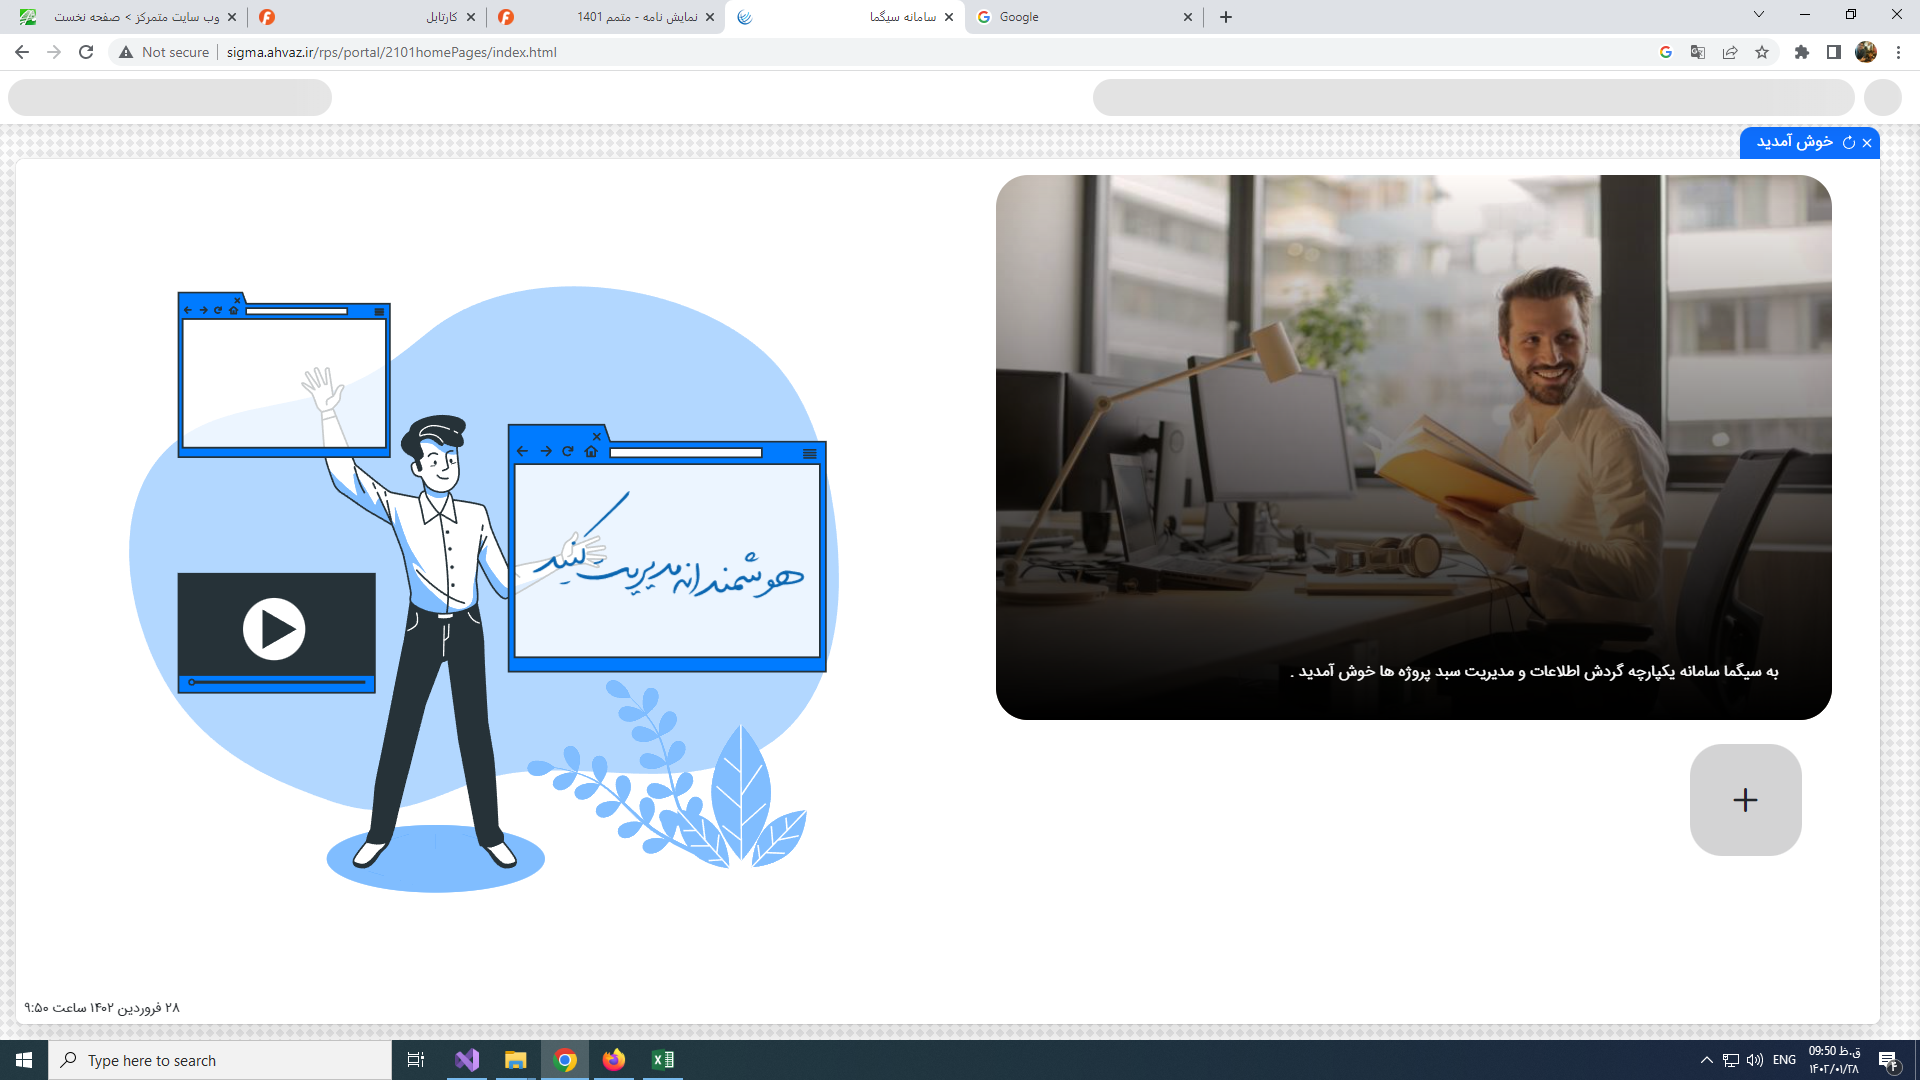 وب سایت متمرکز > صفحه نخست
کارتابل
نمایش نامه - متمم 1401
سامانه سیگما
Google
Not secure
sigma.ahvaz.ir/rps/portal/2101homePages/index.html
خوش آمدید
هوشمندانه مدیریت کنید
به سیگما سامانه یکپارچه گردش اطلاعات و مدیریت سبد پروژه ها خوش آمدید .
۲۸ فروردین ۱۴۰۲ ساعت ۹:۵۰
Type here to search
ENG
09:50 ق.ظ
۱۴۰۲/۰۱/۲۸